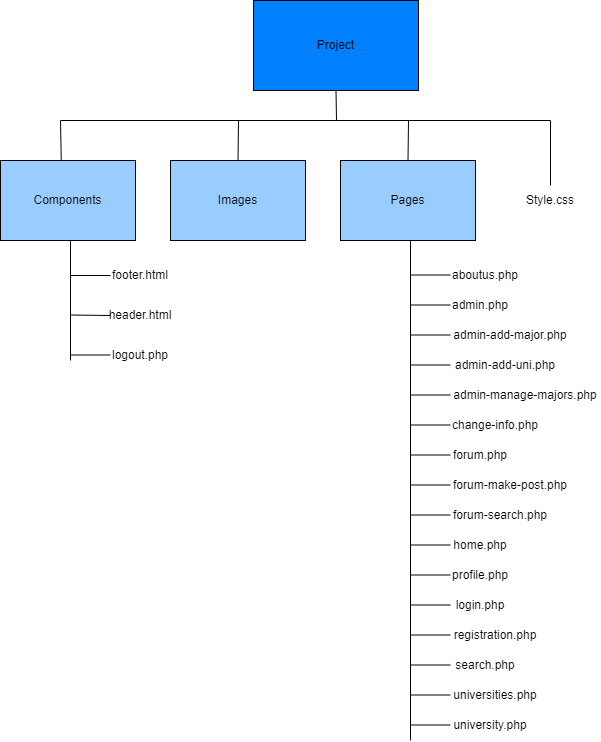 Project
Components
Images
Pages
Style.css
footer.html
header.html
logout.php
aboutus.php
admin.php
admin-add-major.php
admin-add-uni.php
admin-manage-majors.php
change-info.php
forum.php
forum-make-post.php
forum-search.php
home.php
profile.php
login.php
registration.php
search.php
universities.php
university.php